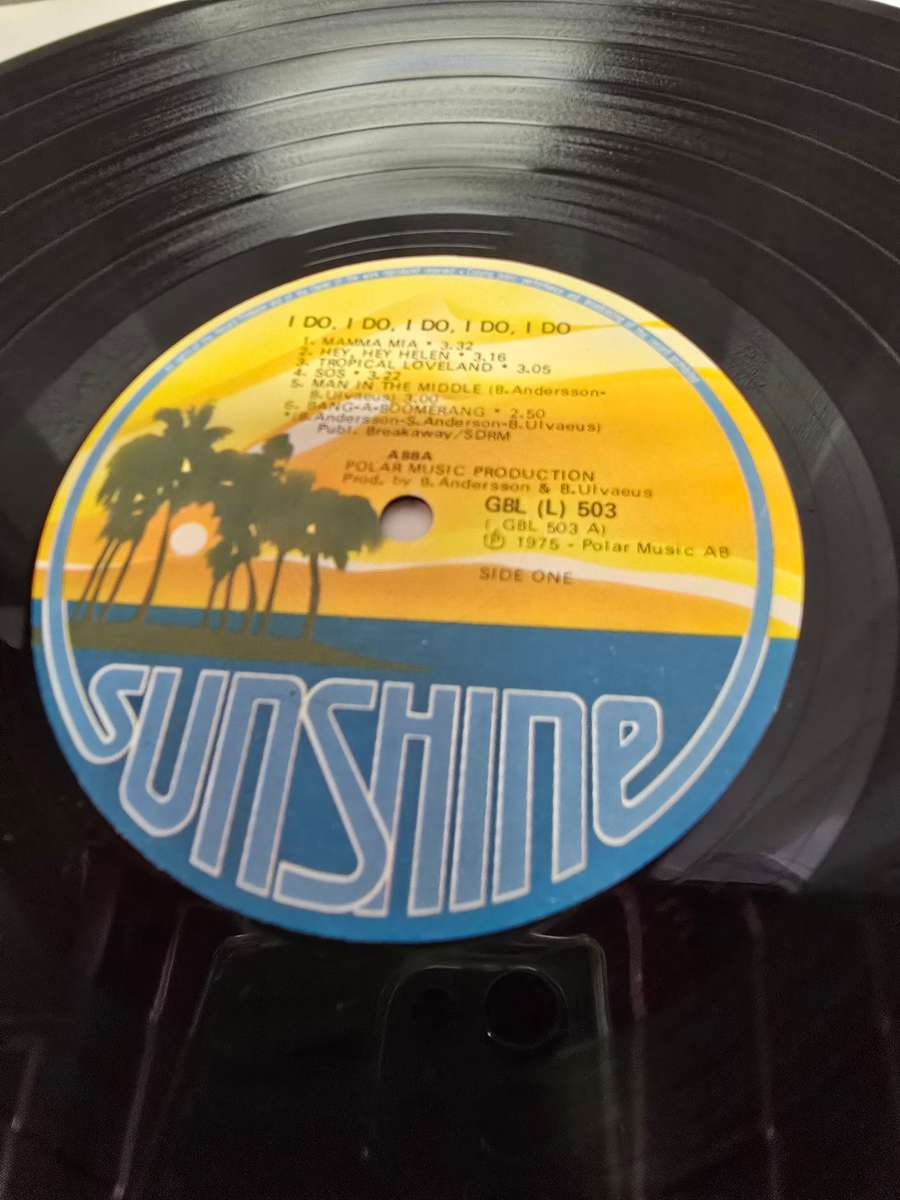 I DO, I DO, I DO, I DO, I DO
1- MAMMA MIA * 3.32
2- HEY, HEY HELEN * 3.16
3- TROPICAL LOVELAND * 3.05
4- SOS * 3.22
5- MAN IN THE MIDDLE (B.Andersson-
B.Ulvaeus) 3.00
6- BANG-A-BOOMERANG * 2.50
* B.Andersson-S.Andersson-B.Ulvaeus)
Publ. Breakaway/SDRM
ABBA
POLAR MUSIC PRODUCTION
Prod. by B. Andersson & B.Ulvaeus
GBL (L) 503
( GBL 503 A)
Ⓟ 1975 - Polar Music AB
SIDE ONE
SUNSHINE